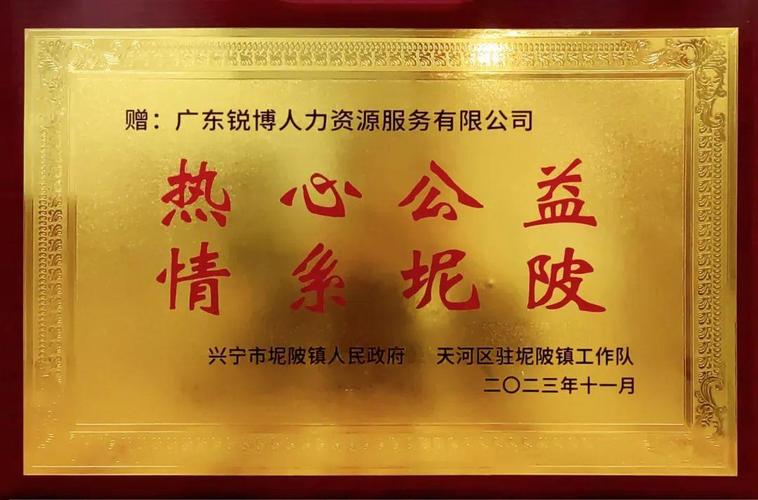 赠：广东锐博人力资源服务有限公司
热心公益
情系坭陂
兴宁市坭陂镇人民政府 天河区驻坭陂镇工作队
二〇二三年十一月